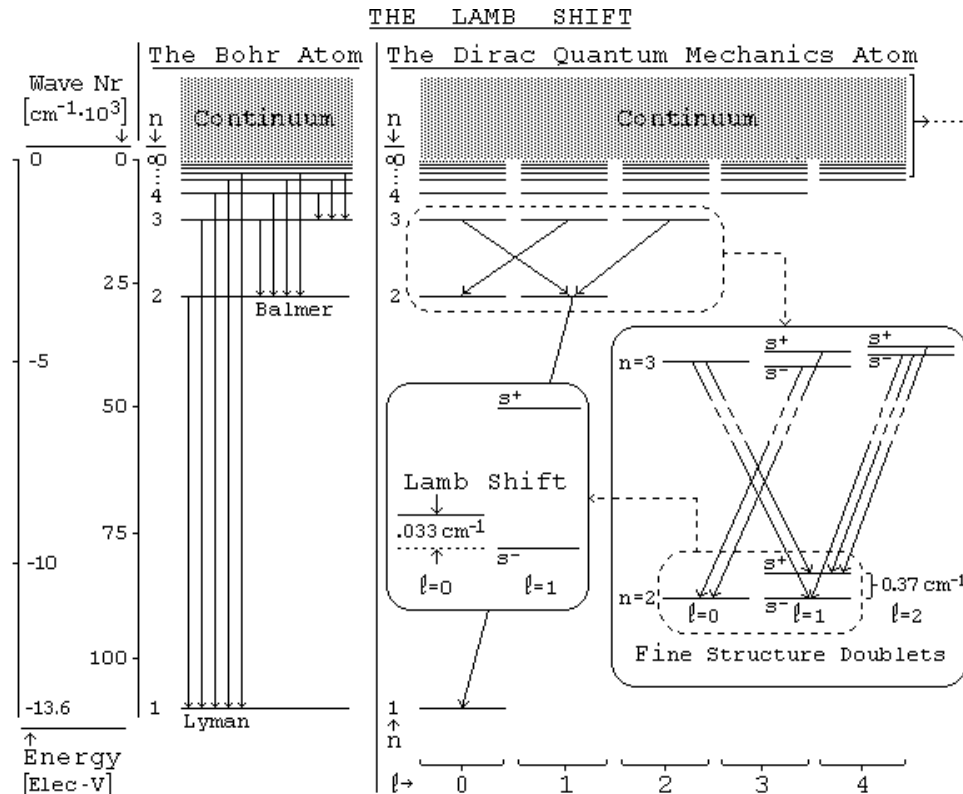 THE LAMB SHIFT
The Bohr Atom
The Dirac Quantum Mechanics Atom
Wave Nr
[cm⁻¹·10³]
n
Continuum
n
Continuum
0 0 ∞ ∞
4 4
3 3
25 2 2
Balmer
-5
50
75
-10
100
-13.6 1 1
Lyman
n
Energy
[Elec-V]
ℓ→ 0 1 2 3 4
s⁺
Lamb Shift
.033 cm⁻¹
s⁻
ℓ=0 ℓ=1
n=3
s⁺ s⁺
s⁻ s⁻
s⁺
0.37 cm⁻¹
n=2 s⁻
ℓ=0 ℓ=1 ℓ=2
Fine Structure Doublets